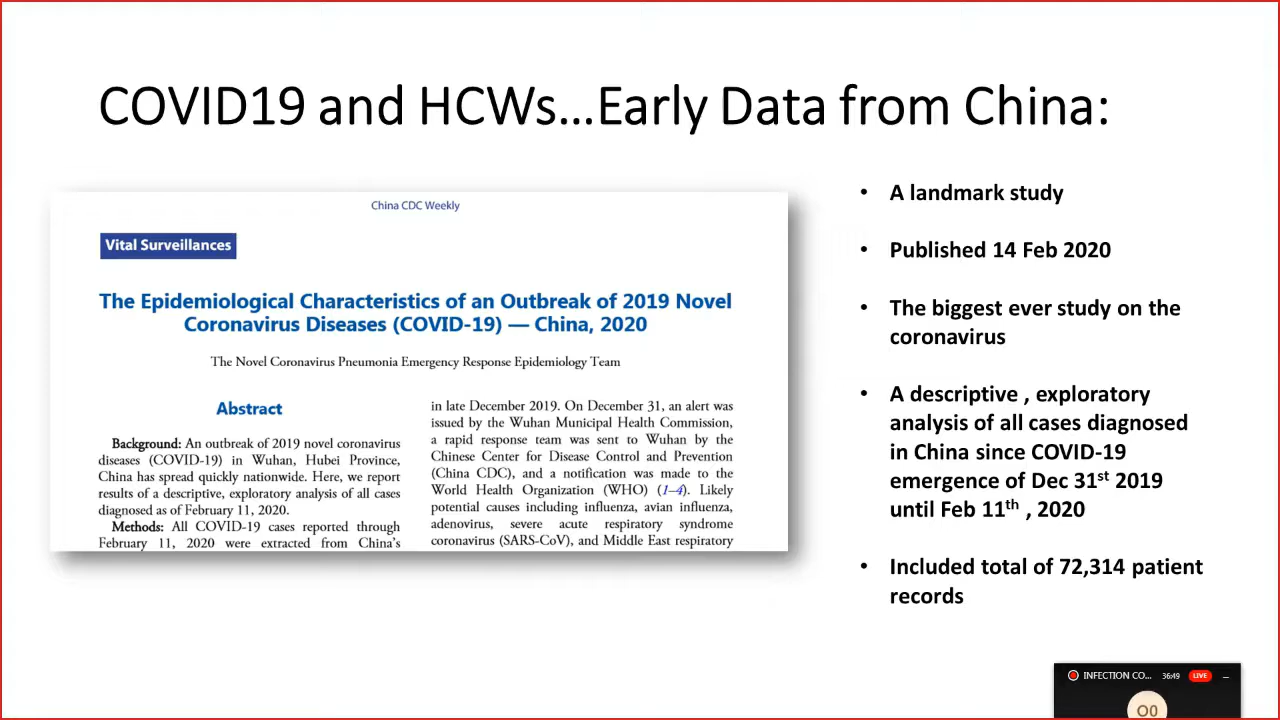 COVID19 and HCWs...Early Data from China:
China CDC Weekly
Vital Surveillances
The Epidemiological Characteristics of an Outbreak of 2019 Novel
Coronavirus Diseases (COVID-19) — China, 2020
The Novel Coronavirus Pneumonia Emergency Response Epidemiology Team
Abstract
Background: An outbreak of 2019 novel coronavirus
diseases (COVID-19) in Wuhan, Hubei Province,
China has spread quickly nationwide. Here, we report
results of a descriptive, exploratory analysis of all cases
diagnosed as of February 11, 2020.
Methods: All COVID-19 cases reported through
February 11, 2020 were extracted from China's
in late December 2019. On December 31, an alert was
issued by the Wuhan Municipal Health Commission,
a rapid response team was sent to Wuhan by the
Chinese Center for Disease Control and Prevention
(China CDC), and a notification was made to the
World Health Organization (WHO) (1–4). Likely
potential causes including influenza, avian influenza,
adenovirus, severe acute respiratory syndrome
coronavirus (SARS-CoV), and Middle East respiratory
• A landmark study
• Published 14 Feb 2020
• The biggest ever study on the
coronavirus
• A descriptive , exploratory
analysis of all cases diagnosed
in China since COVID-19
emergence of Dec 31st 2019
until Feb 11th , 2020
• Included total of 72,314 patient
records
INFECTION CO... 36:49 LIVE
O0